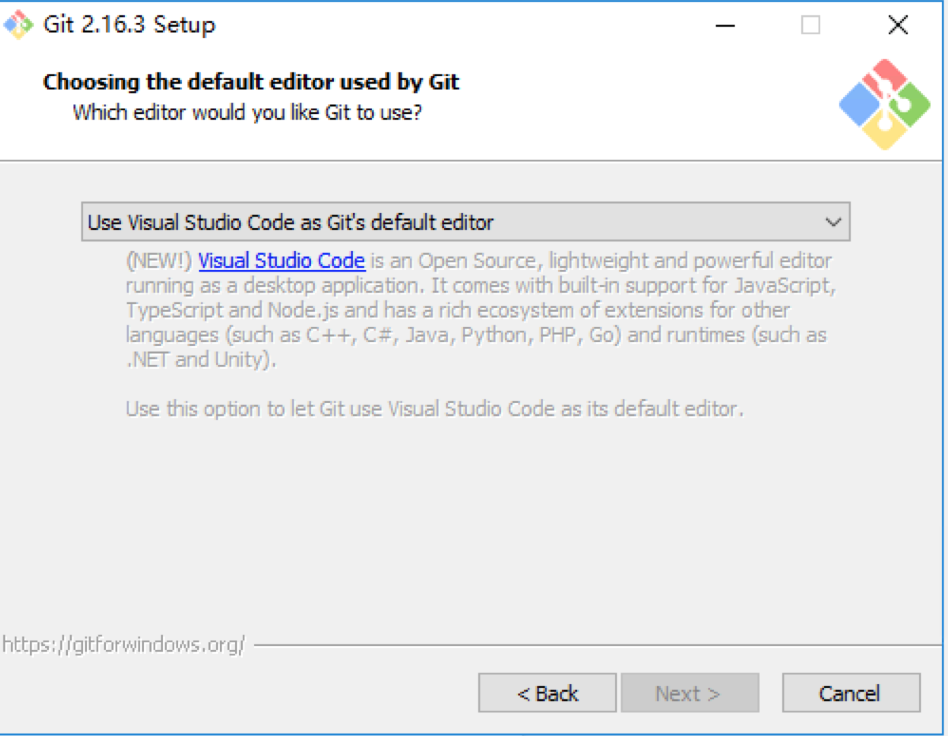 Git 2.16.3 Setup
Choosing the default editor used by Git
Which editor would you like Git to use?
Use Visual Studio Code as Git's default editor
(NEW!) Visual Studio Code is an Open Source, lightweight and powerful editor
running as a desktop application. It comes with built-in support for JavaScript,
TypeScript and Node.js and has a rich ecosystem of extensions for other
languages (such as C++, C#, Java, Python, PHP, Go) and runtimes (such as
.NET and Unity).
Use this option to let Git use Visual Studio Code as its default editor.
https://gitforwindows.org/
< Back Next > Cancel